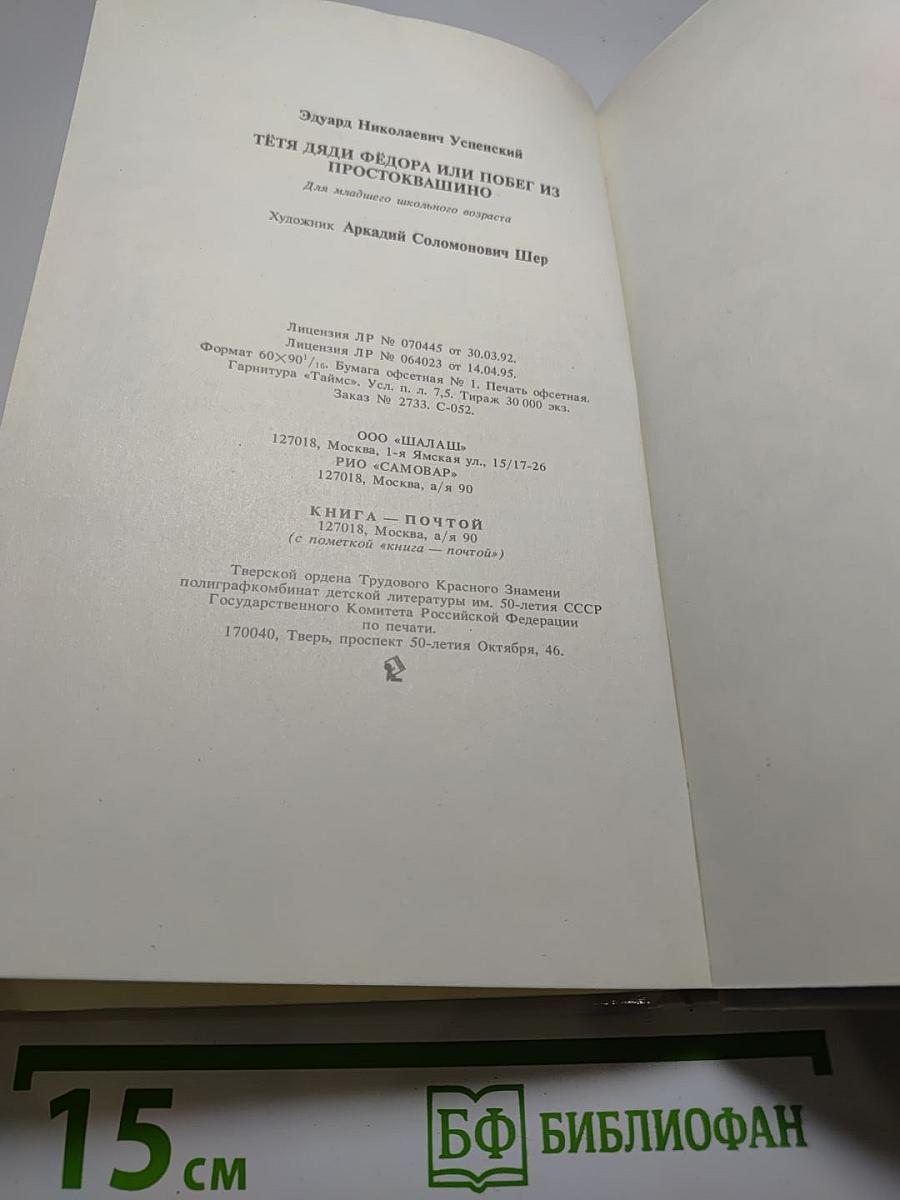 Эдуард Николаевич Успенский
ТЁТЯ ДЯДИ ФЁДОРА ИЛИ ПОБЕГ ИЗ
ПРОСТОКВАШИНО
Для младшего школьного возраста
Художник Аркадий Соломонович Шер
Лицензия ЛР № 070445 от 30.03.92.
Лицензия ЛР № 064023 от 14.04.95.
Формат 60×90¹/₁₆. Бумага офсетная № 1. Печать офсетная.
Гарнитура «Таймс». Усл. п. л. 7,5. Тираж 30 000 экз.
Заказ № 2733. С-052.
ООО «ШАЛАШ»
127018, Москва, 1-я Ямская ул., 15/17-26
РИО «САМОВАР»
127018, Москва, а/я 90
КНИГА — ПОЧТОЙ
127018, Москва, а/я 90
(с пометкой «книга — почтой»)
Тверской ордена Трудового Красного Знамени
полиграфкомбинат детской литературы им. 50-летия СССР
Государственного Комитета Российской Федерации
по печати.
170040, Тверь, проспект 50-летия Октября, 46.
15 см
БФ БИБЛИОФАН